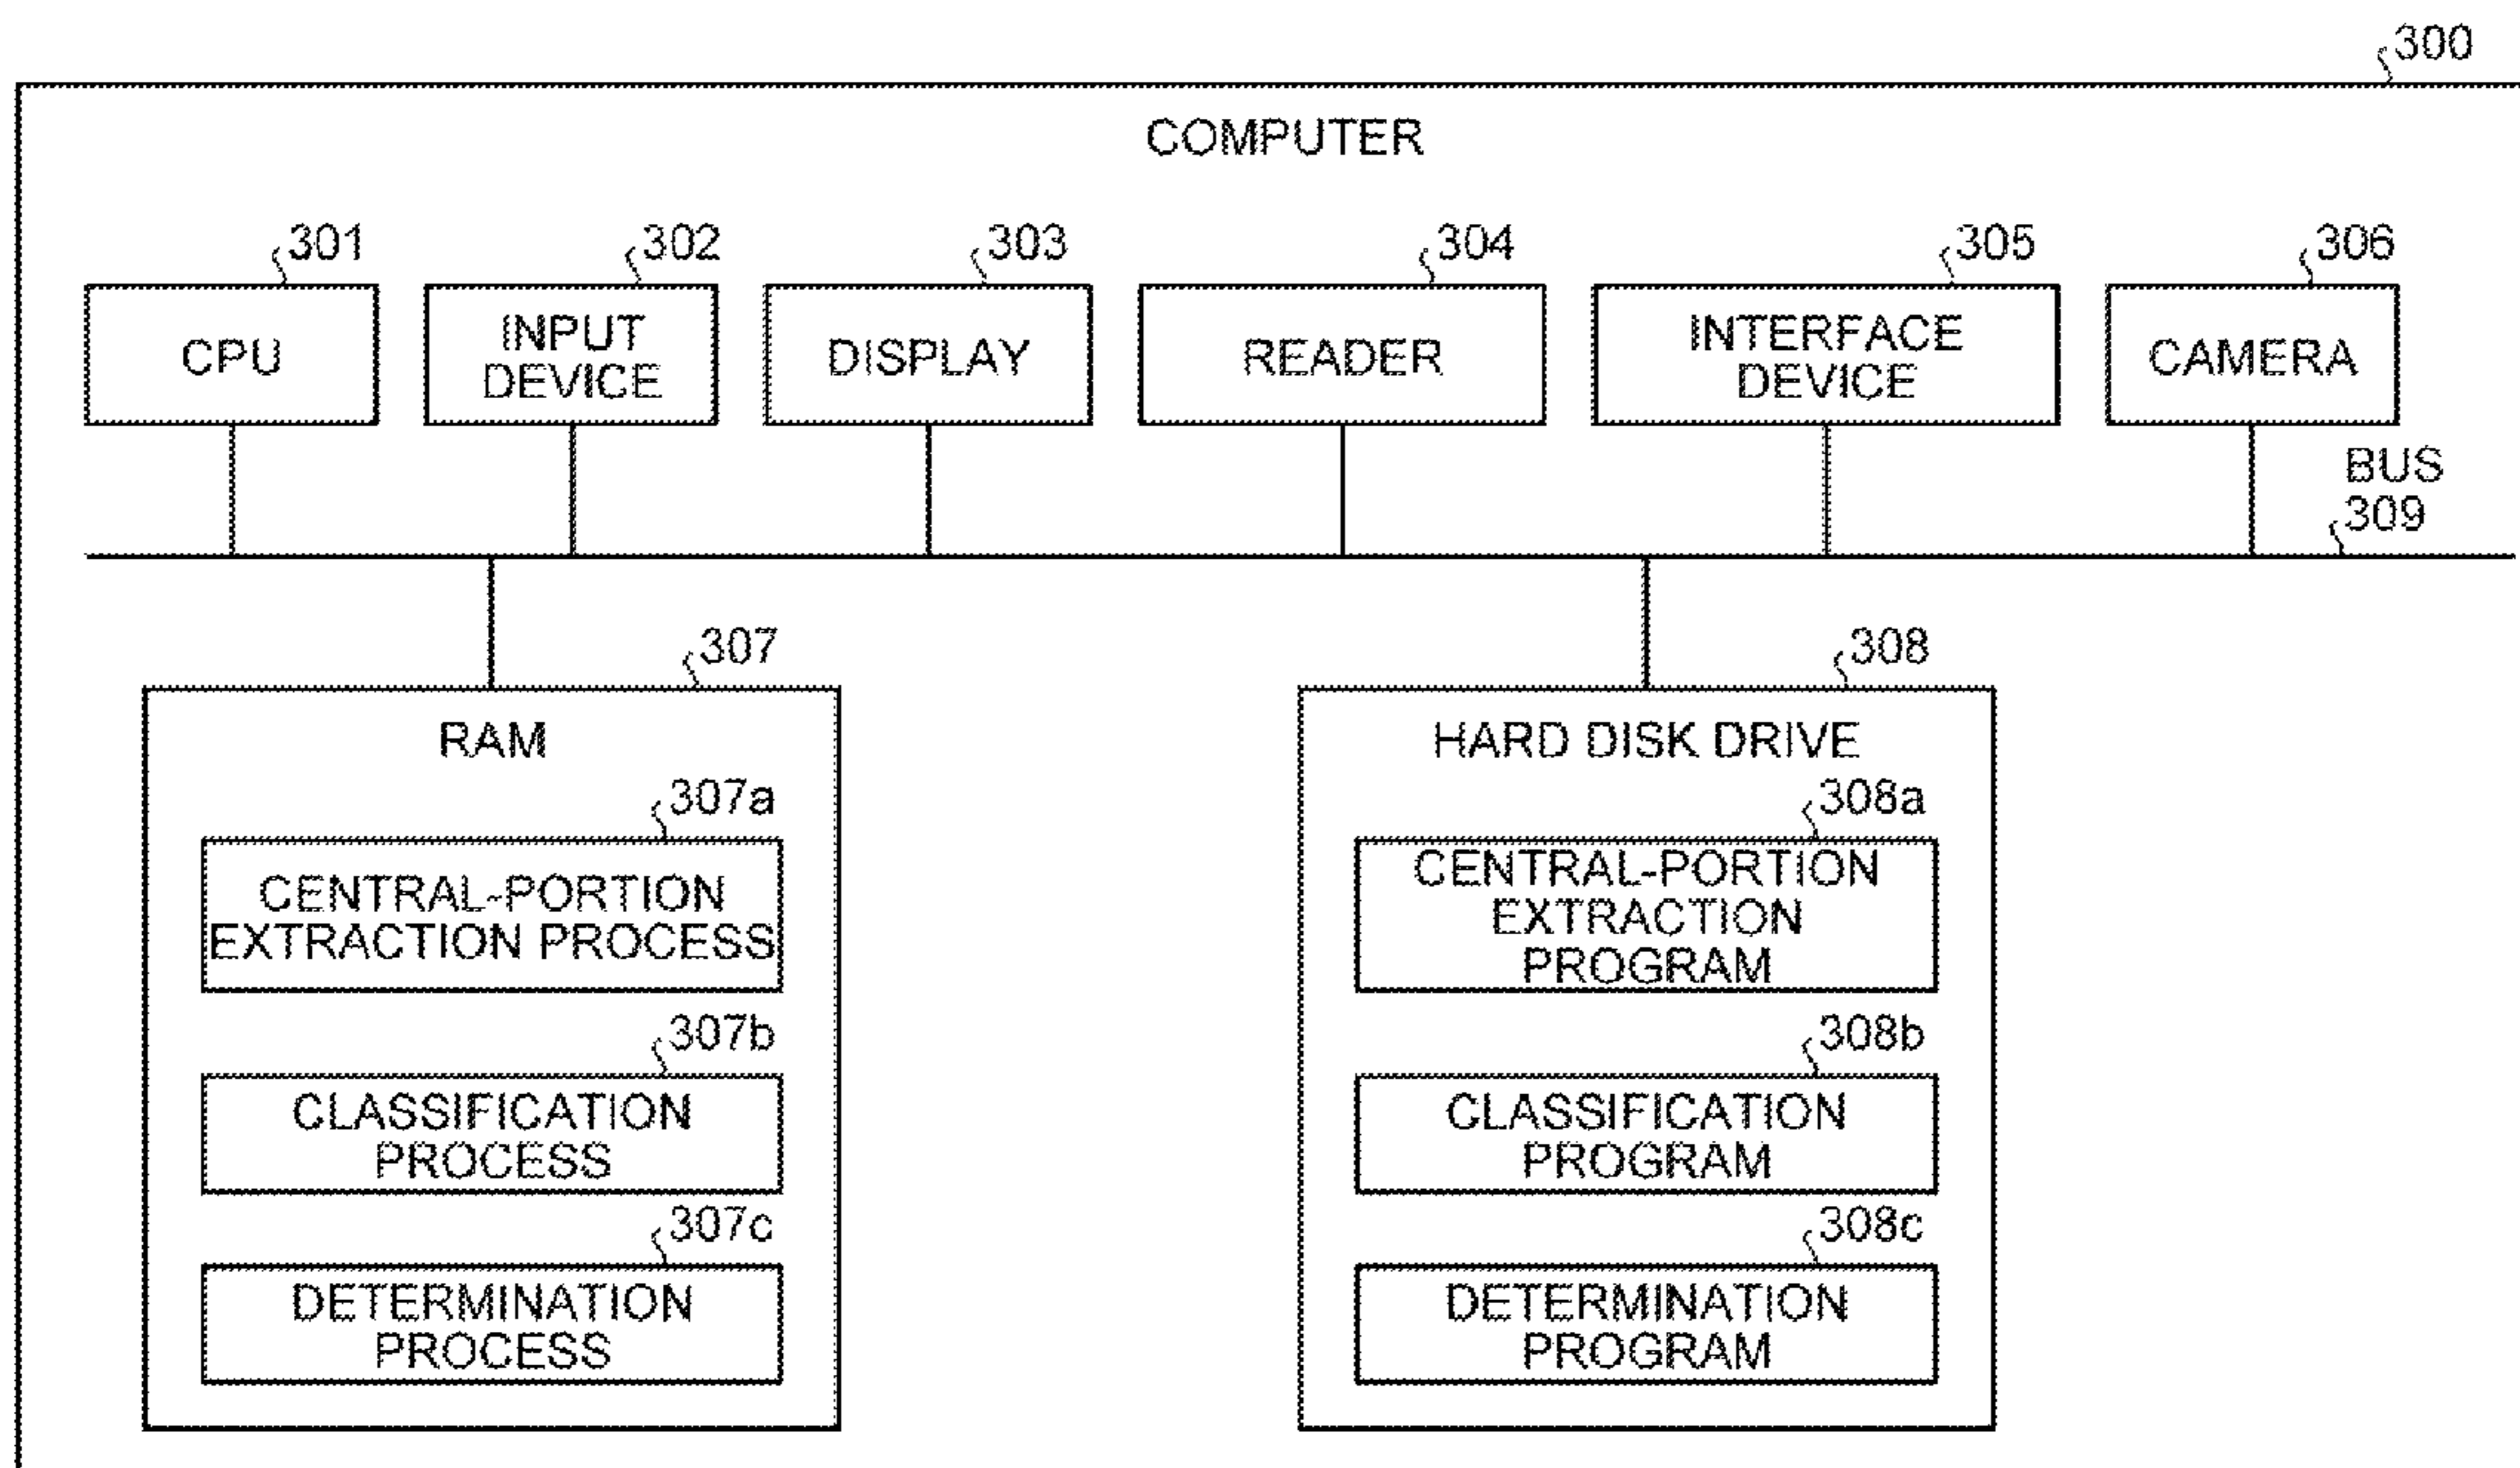 300
COMPUTER
301
302
303
304
305
306
CPU
INPUT
DEVICE
DISPLAY
READER
INTERFACE
DEVICE
CAMERA
BUS
309
307
308
RAM
HARD DISK DRIVE
307a
CENTRAL-PORTION
EXTRACTION PROCESS
307b
CLASSIFICATION
PROCESS
307c
DETERMINATION
PROCESS
308a
CENTRAL-PORTION
EXTRACTION
PROGRAM
308b
CLASSIFICATION
PROGRAM
308c
DETERMINATION
PROGRAM